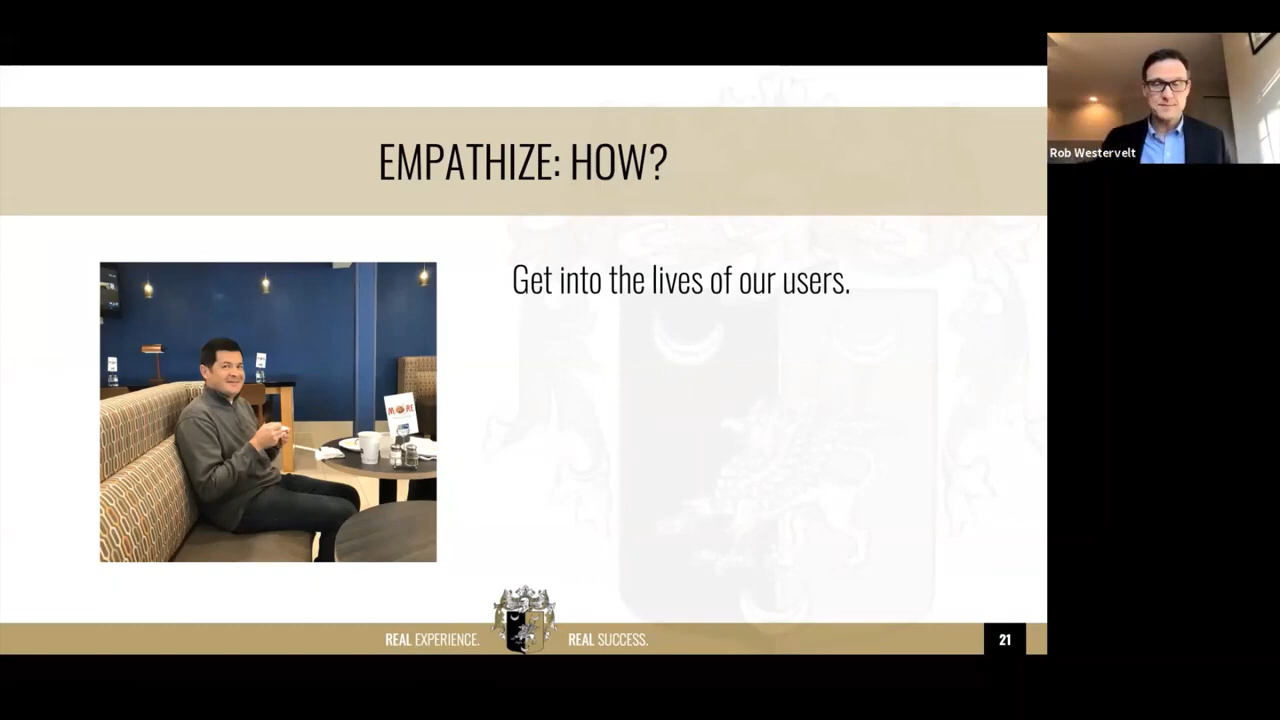 EMPATHIZE: HOW?
Rob Westervelt
Get into the lives of our users.
REAL EXPERIENCE. REAL SUCCESS.
21